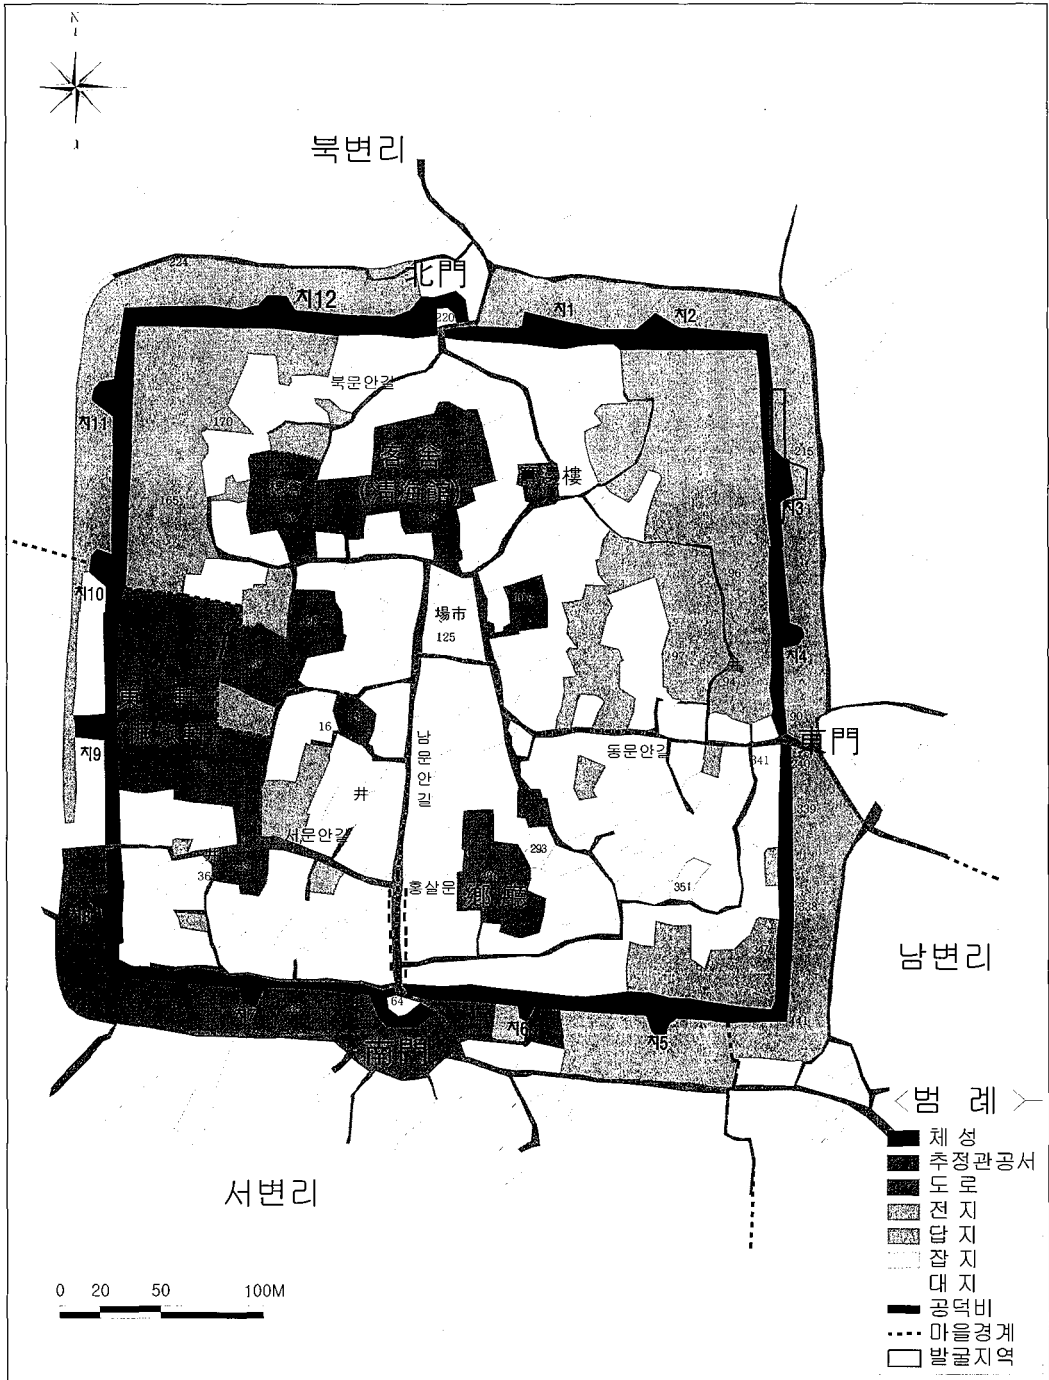 N
북변리
224
北門
치12
220
치1
치2
북문안길
치11
170
215
客舍
樓
(靑海館)
165
치3
치10
場市
125
치4
치9
16
남문안길
동문안길
東門
341
井
서문안길
293
36
홍살문
鄕廳
351
남변리
64
南門
치6
치5
서변리
<범 례>
체 성
추정관공서
도 로
전 지
답 지
잡 지
대 지
공덕비
마을경계
발굴지역
0 20 50 100M